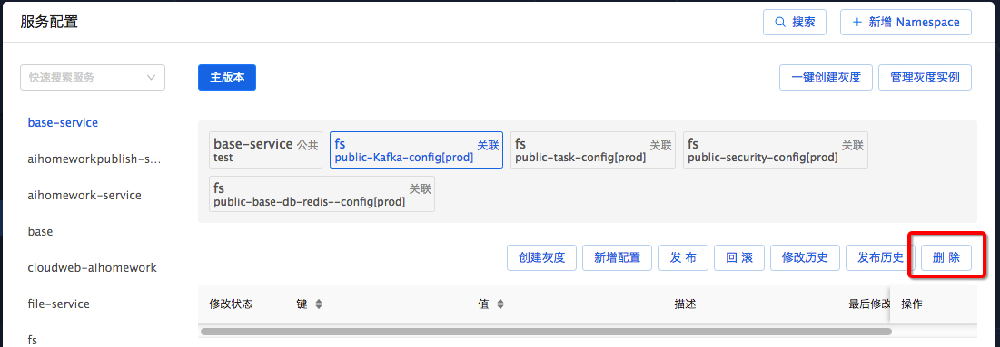 服务配置
搜索
+ 新增 Namespace
快速搜索服务
主版本
一键创建灰度
管理灰度实例
base-service
aihomeworkpublish-s...
aihomework-service
base
cloudweb-aihomework
file-service
fs
base-service 公共
test
fs 关联
public-Kafka-config[prod]
fs 关联
public-task-config[prod]
fs 关联
public-security-config[prod]
fs 关联
public-base-db-redis--config[prod]
创建灰度
新增配置
发 布
回 滚
修改历史
发布历史
删 除
修改状态
键
值
描述
最后修改
操作